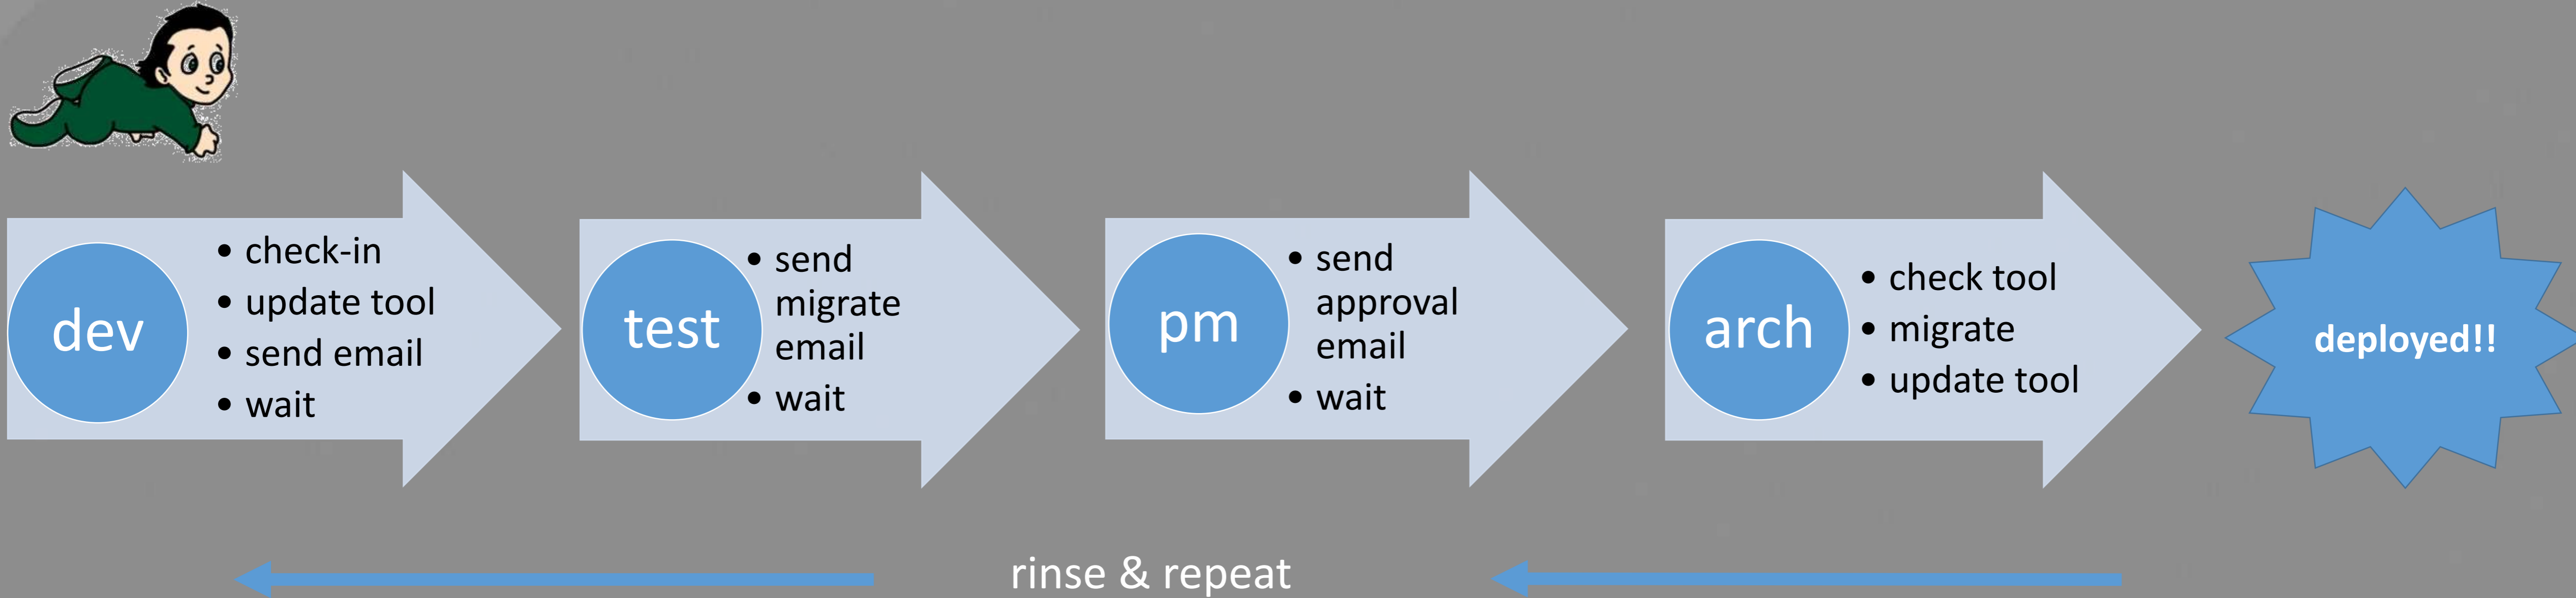 dev
• check-in
• update tool
• send email
• wait
test
• send
migrate
email
• wait
pm
• send
approval
email
• wait
arch
• check tool
• migrate
• update tool
deployed!!
rinse & repeat